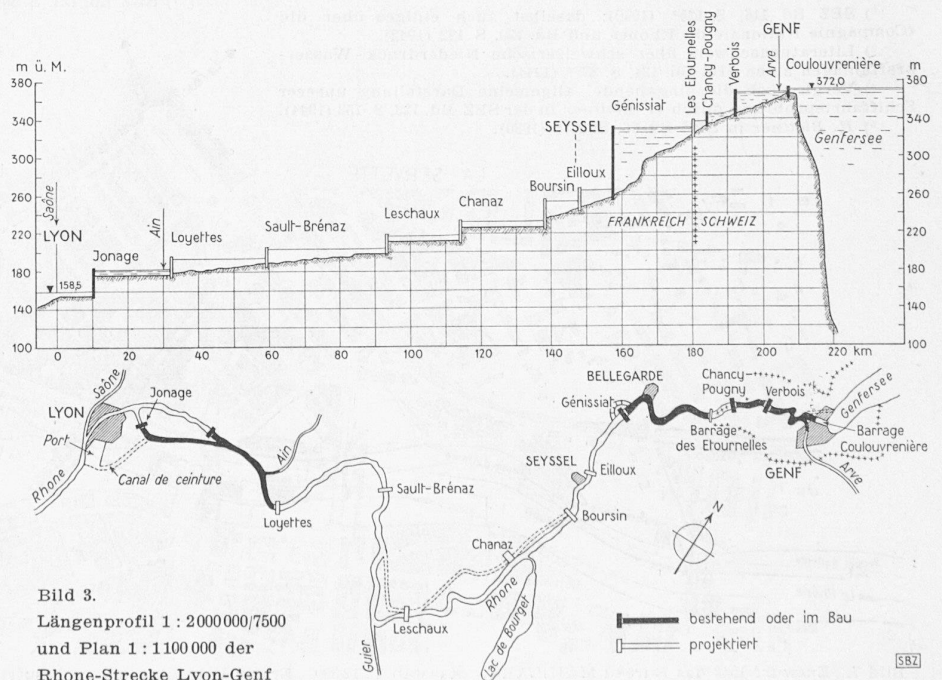 m ü. M.
380
340
300
260
220
180
140
100
Saône
LYON
158,5
Jonage
Ain
Loyettes
Sault-Brénaz
Leschaux
Chanaz
Boursin
Eilloux
SEYSSEL
Génissiat
Les Etournelles
Chancy-Pougny
Verbois
GENF
Arve
Coulouvrenière
372,0
Genfersee
FRANKREICH
SCHWEIZ
m
380
340
300
260
220
180
140
100
0 20 40 60 80 100 120 140 160 180 200 220 km
Saône
LYON
Jonage
Port
Rhone
Canal de ceinture
Ain
Loyettes
Sault-Brénaz
Guier
Leschaux
Chanaz
Rhone
Lac de Bourget
Boursin
Eilloux
SEYSSEL
Génissiat
BELLEGARDE
Chancy-
Pougny
Verbois
Barrage
des Etournelles
GENF
Genfersee
Barrage
Coulouvrenière
Arve
N
bestehend oder im Bau
projektiert
SBZ
Bild 3.
Längenprofil 1 : 2000000/7500
und Plan 1 : 1100000 der
Rhone-Strecke Lyon-Genf